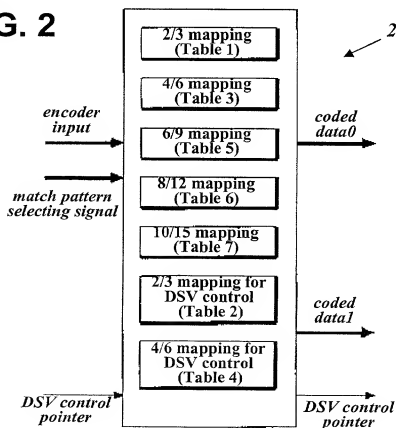 G. 2
2/3 mapping
(Table 1)
2
4/6 mapping
(Table 3)
encoder
input
6/9 mapping
(Table 5)
coded
data0
match pattern
selecting signal
8/12 mapping
(Table 6)
10/15 mapping
(Table 7)
2/3 mapping for
DSV control
(Table 2)
coded
data1
4/6 mapping for
DSV control
(Table 4)
DSV control
pointer
DSV control
pointer